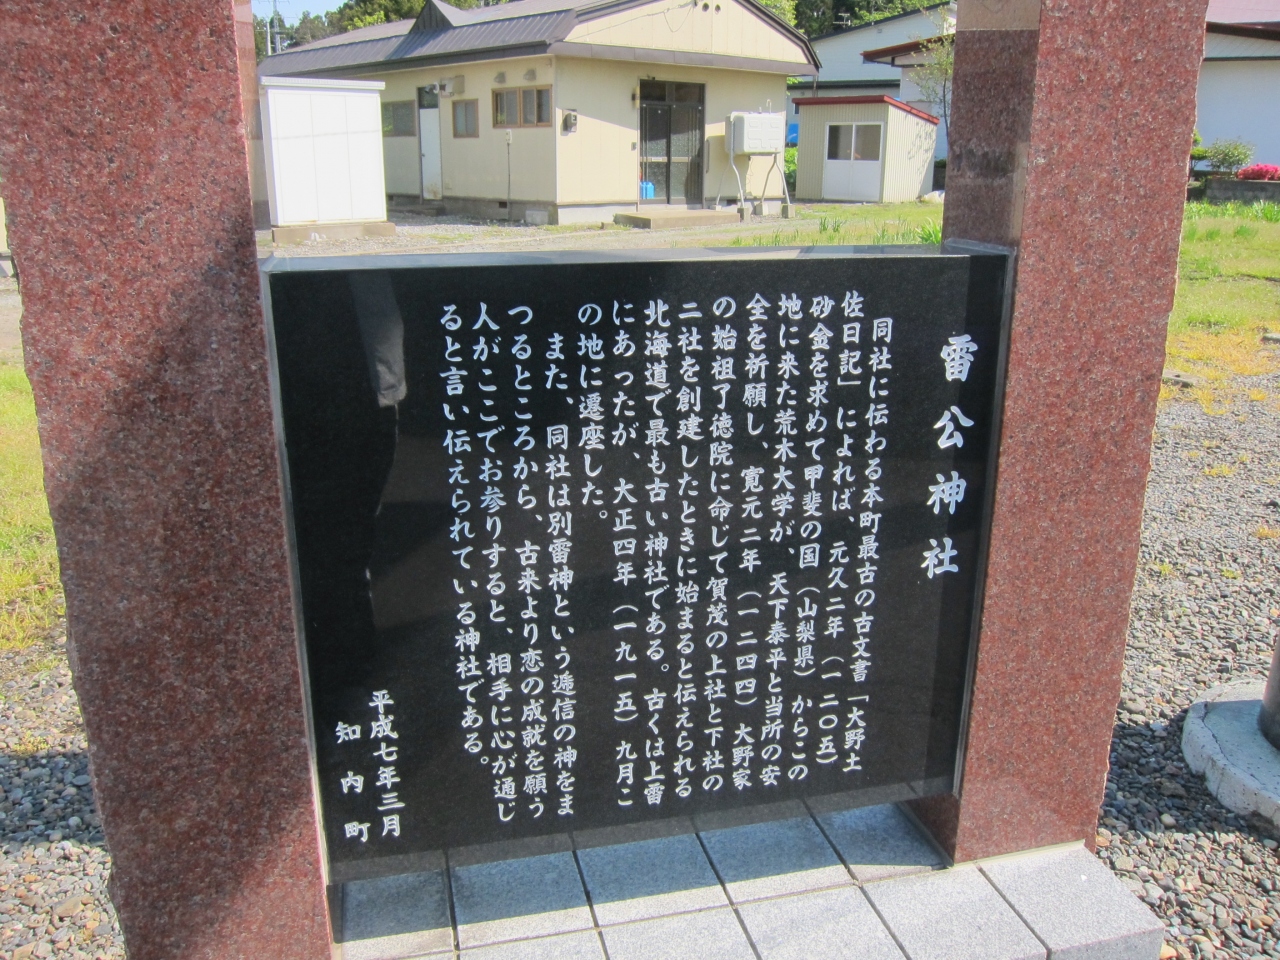 雷公神社
同社に伝わる本町最古の古文書「大野土
佐日記」によれば、元久二年（一二〇五）
砂金を求めて甲斐の国（山梨県）からこの
地に来た荒木大学が、天下泰平と当所の安
全を祈願し、寛元二年（一二四四）大野家
の始祖了徳院に命じて賀茂の上社と下社の
二社を創建したときに始まると伝えられる
北海道で最も古い神社である。古くは上雷
にあったが、大正四年（一九一五）九月こ
の地に遷座した。
また、同社は別雷神という逓信の神をま
つるところから、古来より恋の成就を願う
人がここでお参りすると、相手に心が通じ
ると言い伝えられている神社である。
平成七年三月
知内町